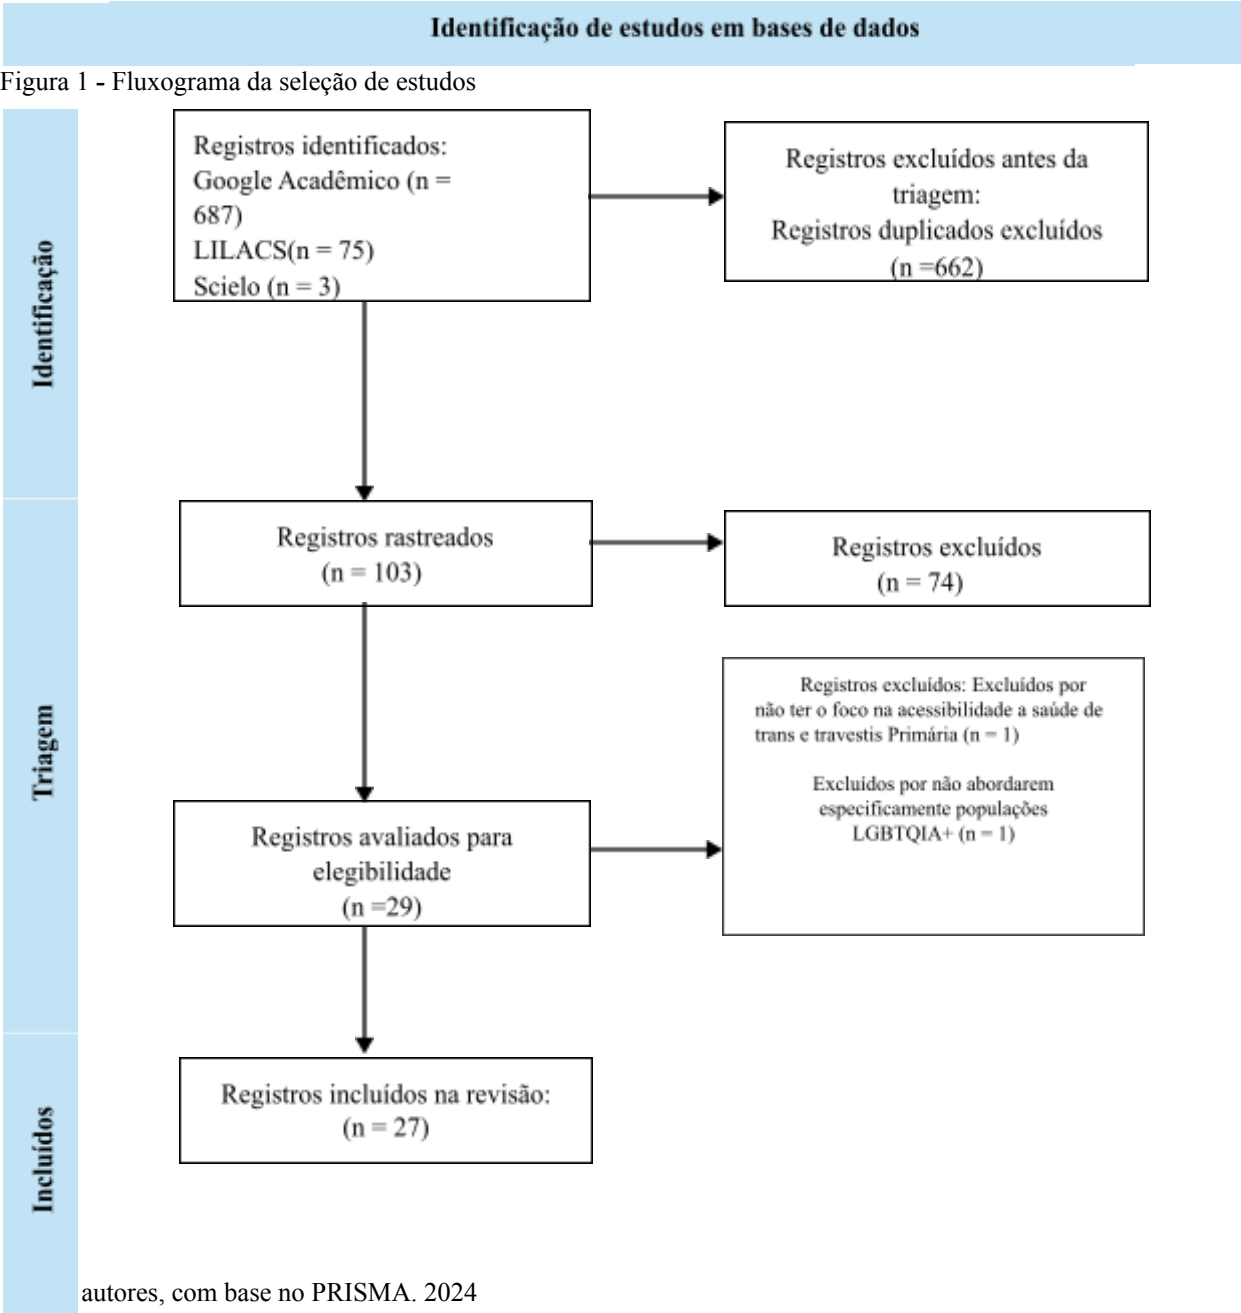 Identificação de estudos em bases de dados
Figura 1 - Fluxograma da seleção de estudos
Identificação
Registros identificados:
Google Acadêmico (n =
687)
LILACS(n = 75)
Scielo (n = 3)
Registros excluídos antes da
triagem:
Registros duplicados excluídos
(n =662)
Triagem
Registros rastreados
(n = 103)
Registros excluídos
(n = 74)
Registros avaliados para
elegibilidade
(n =29)
Registros excluídos: Excluídos por
não ter o foco na acessibilidade a saúde de
trans e travestis Primária (n = 1)
Excluídos por não abordarem
especificamente populações
LGBTQIA+ (n = 1)
Incluídos
Registros incluídos na revisão:
(n = 27)
autores, com base no PRISMA. 2024